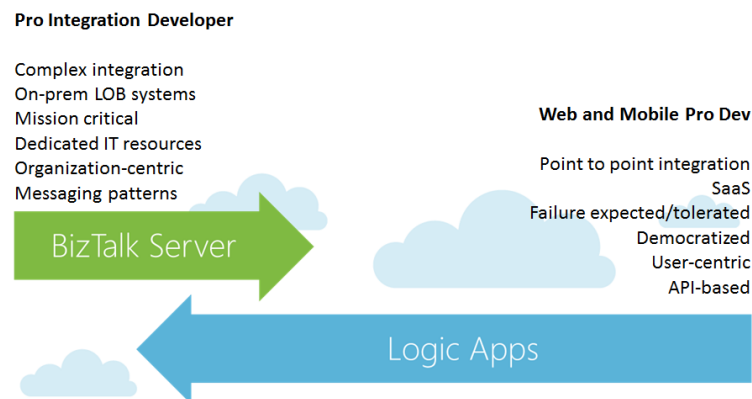 Pro Integration Developer
Complex integration
On-prem LOB systems
Mission critical
Dedicated IT resources
Organization-centric
Messaging patterns
BizTalk Server
Web and Mobile Pro Dev
Point to point integration
SaaS
Failure expected/tolerated
Democratized
User-centric
API-based
Logic Apps